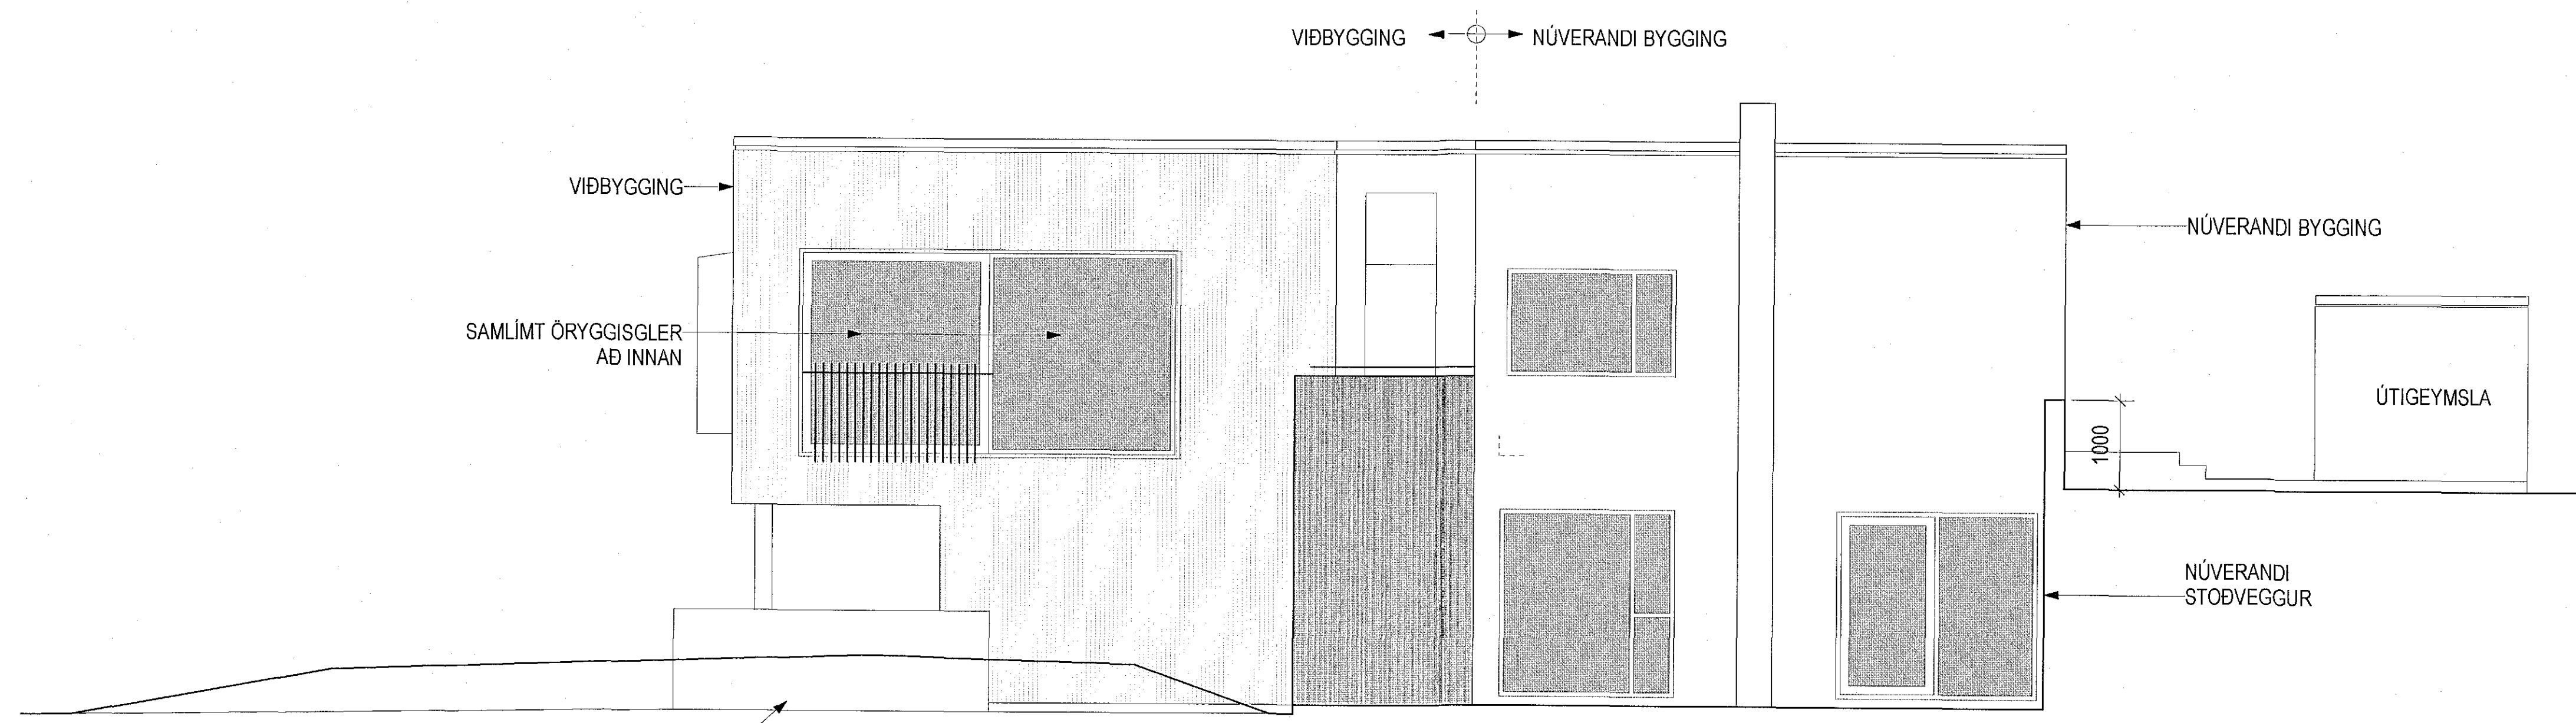 VIÐBYGGING
NÚVERANDI BYGGING
VIÐBYGGING
NÚVERANDI BYGGING
SAMLÍMT ÖRYGGISGLER
AÐ INNAN
ÚTIGEYMSLA
1000
NÚVERANDI
STOÐVEGGUR